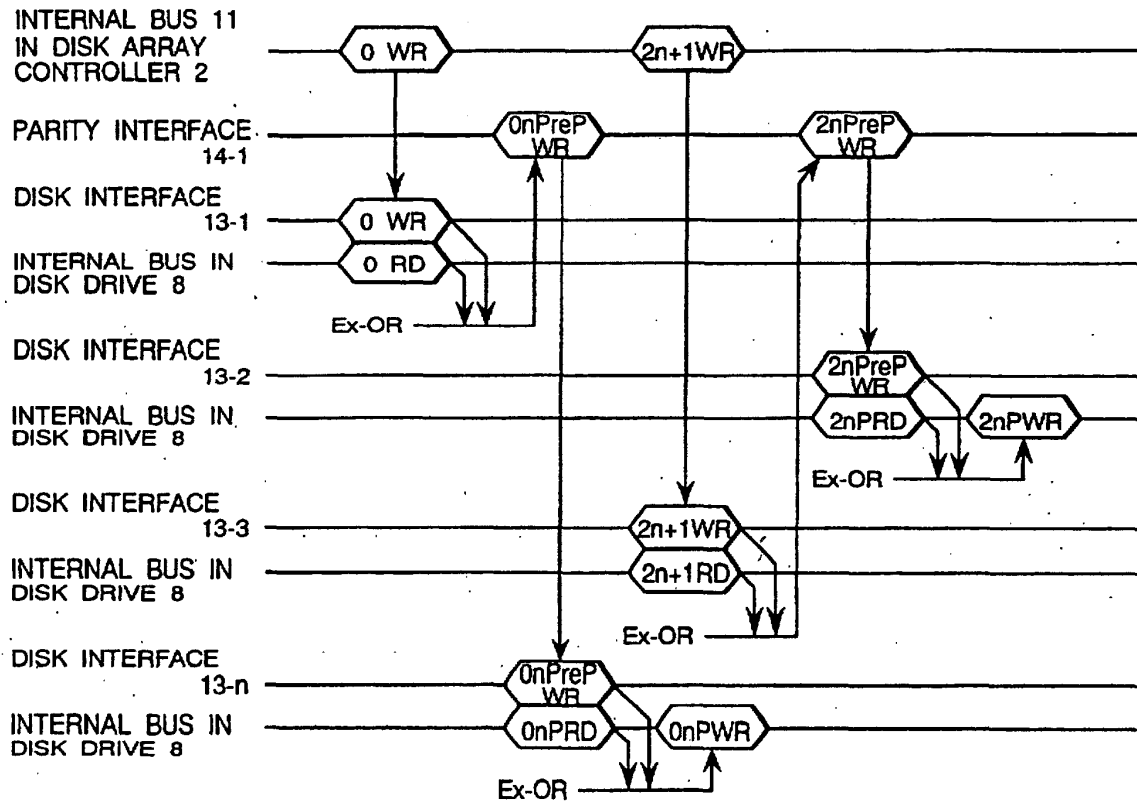 INTERNAL BUS 11
IN DISK ARRAY
CONTROLLER 2
0 WR
2n+1WR
PARITY INTERFACE
14-1
0nPreP
WR
2nPreP
WR
DISK INTERFACE
13-1
0 WR
INTERNAL BUS IN
DISK DRIVE 8
0 RD
Ex-OR
DISK INTERFACE
13-2
2nPreP
WR
INTERNAL BUS IN
DISK DRIVE 8
2nPRD
2nPWR
Ex-OR
DISK INTERFACE
13-3
2n+1WR
INTERNAL BUS IN
DISK DRIVE 8
2n+1RD
Ex-OR
DISK INTERFACE
13-n
0nPreP
WR
INTERNAL BUS IN
DISK DRIVE 8
0nPRD
0nPWR
Ex-OR